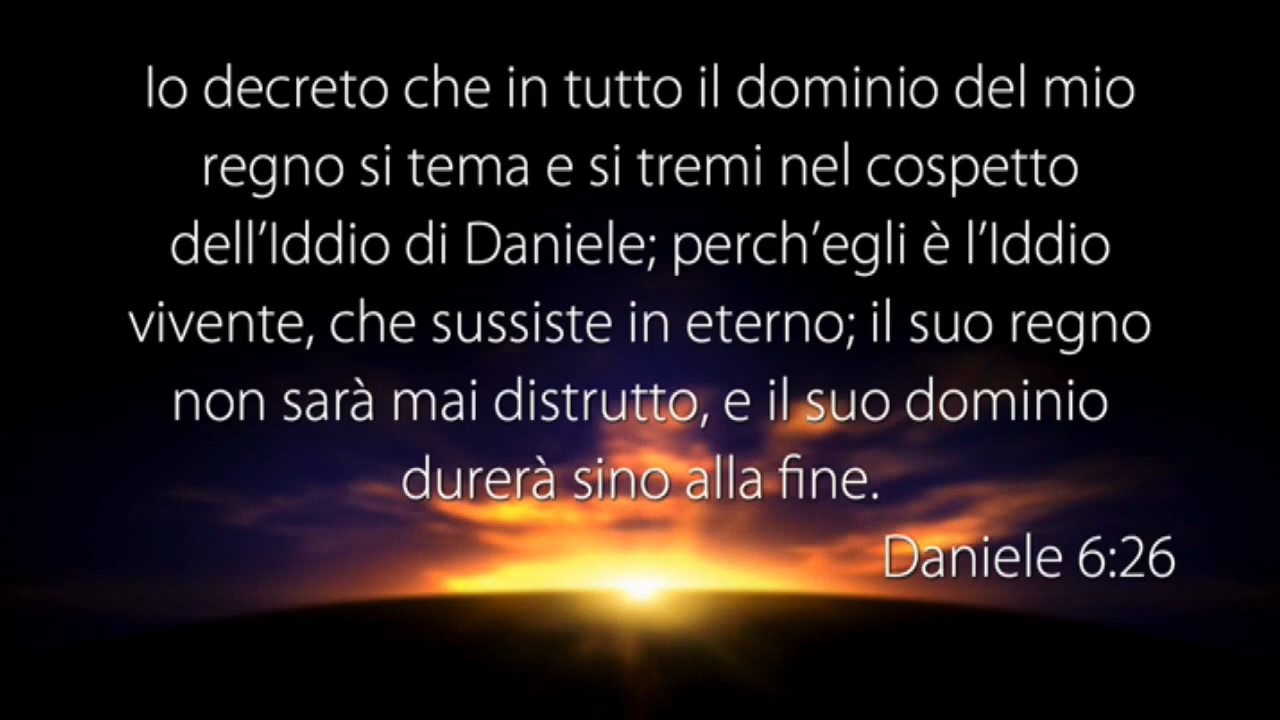 Io decreto che in tutto il dominio del mio
regno si tema e si tremi nel cospetto
dell’Iddio di Daniele; perch’egli è l’Iddio
vivente, che sussiste in eterno; il suo regno
non sarà mai distrutto, e il suo dominio
durerà sino alla fine.
Daniele 6:26